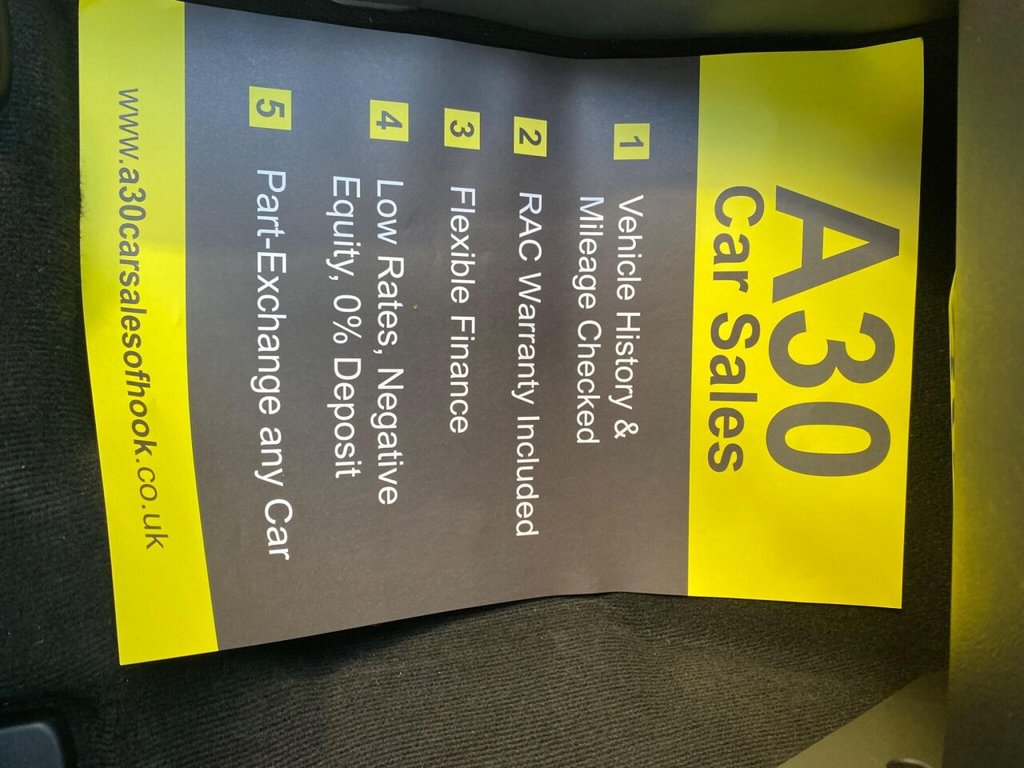 A30
Car Sales
1 Vehicle History &
Mileage Checked
2 RAC Warranty Included
3 Flexible Finance
4 Low Rates, Negative
Equity, 0% Deposit
5 Part-Exchange any Car
www.a30carsalesofhook.co.uk